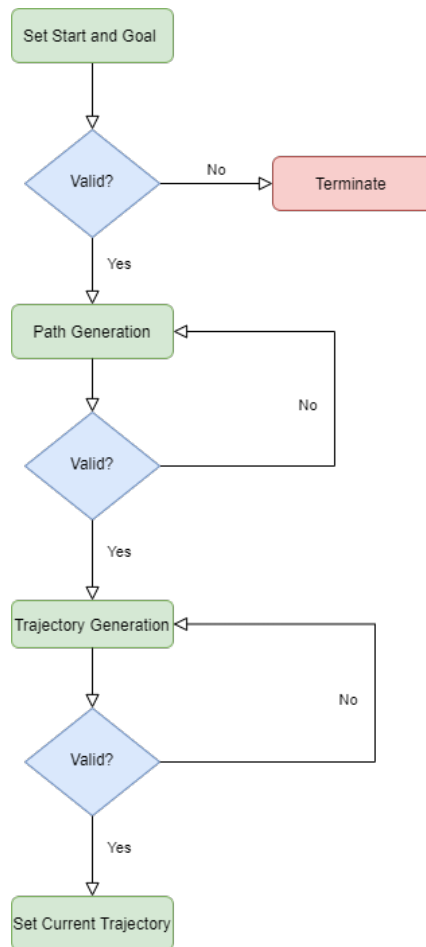 Set Start and Goal
Valid?
No
Terminate
Yes
Path Generation
No
Valid?
Yes
Trajectory Generation
No
Valid?
Yes
Set Current Trajectory